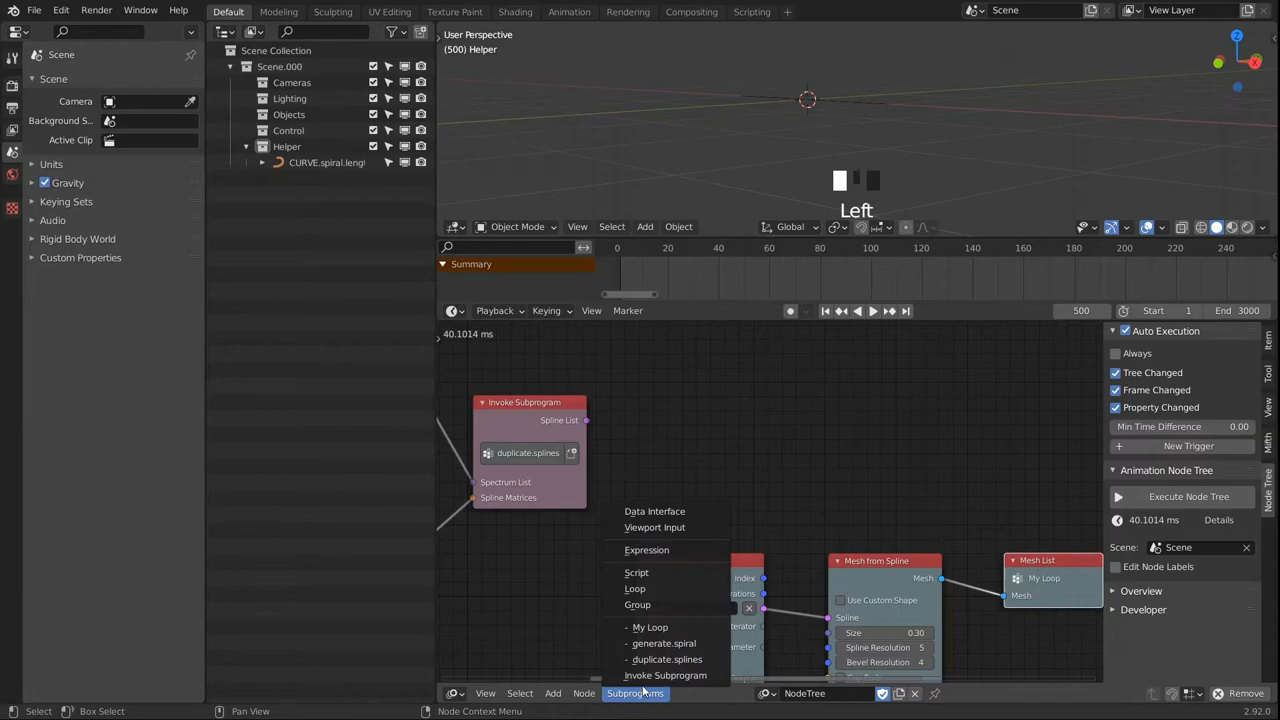 File Edit Render Window Help Default Modeling Sculpting UV Editing Texture Paint Shading Animation Rendering Compositing Scripting + Scene View Layer
Scene
Scene
Camera
Background S...
Active Clip
Units
Gravity
Keying Sets
Audio
Rigid Body World
Custom Properties
Scene Collection
Scene.000
Cameras
Lighting
Objects
Control
Helper
CURVE.spiral.lengt
User Perspective
(500) Helper
Left
Object Mode View Select Add Object Global
0 20 40 60 80 100 120 140 160 180 200 220 240
Summary
Playback Keying View Marker 500 Start 1 End 3000
40.1014 ms
Invoke Subprogram
Spline List
duplicate.splines
Spectrum List
Spline Matrices
Data Interface
Viewport Input
Expression
Script
Loop
Group
- My Loop
- generate.spiral
- duplicate.splines
Invoke Subprogram
Index
Mesh from Spline
Mesh
Use Custom Shape
Spline
Size 0.30
Spline Resolution 5
Bevel Resolution 4
Mesh List
My Loop
Mesh
Auto Execution
Always
Tree Changed
Frame Changed
Property Changed
Min Time Difference 0.00
New Trigger
Animation Node Tree
Execute Node Tree
40.1014 ms Details
Scene: Scene
Edit Node Labels
Overview
Developer
Item
Tool
View
Mifth
Node Tree
View Select Add Node Subprograms NodeTree Remove
Select Box Select Node Context Menu 2.92.0